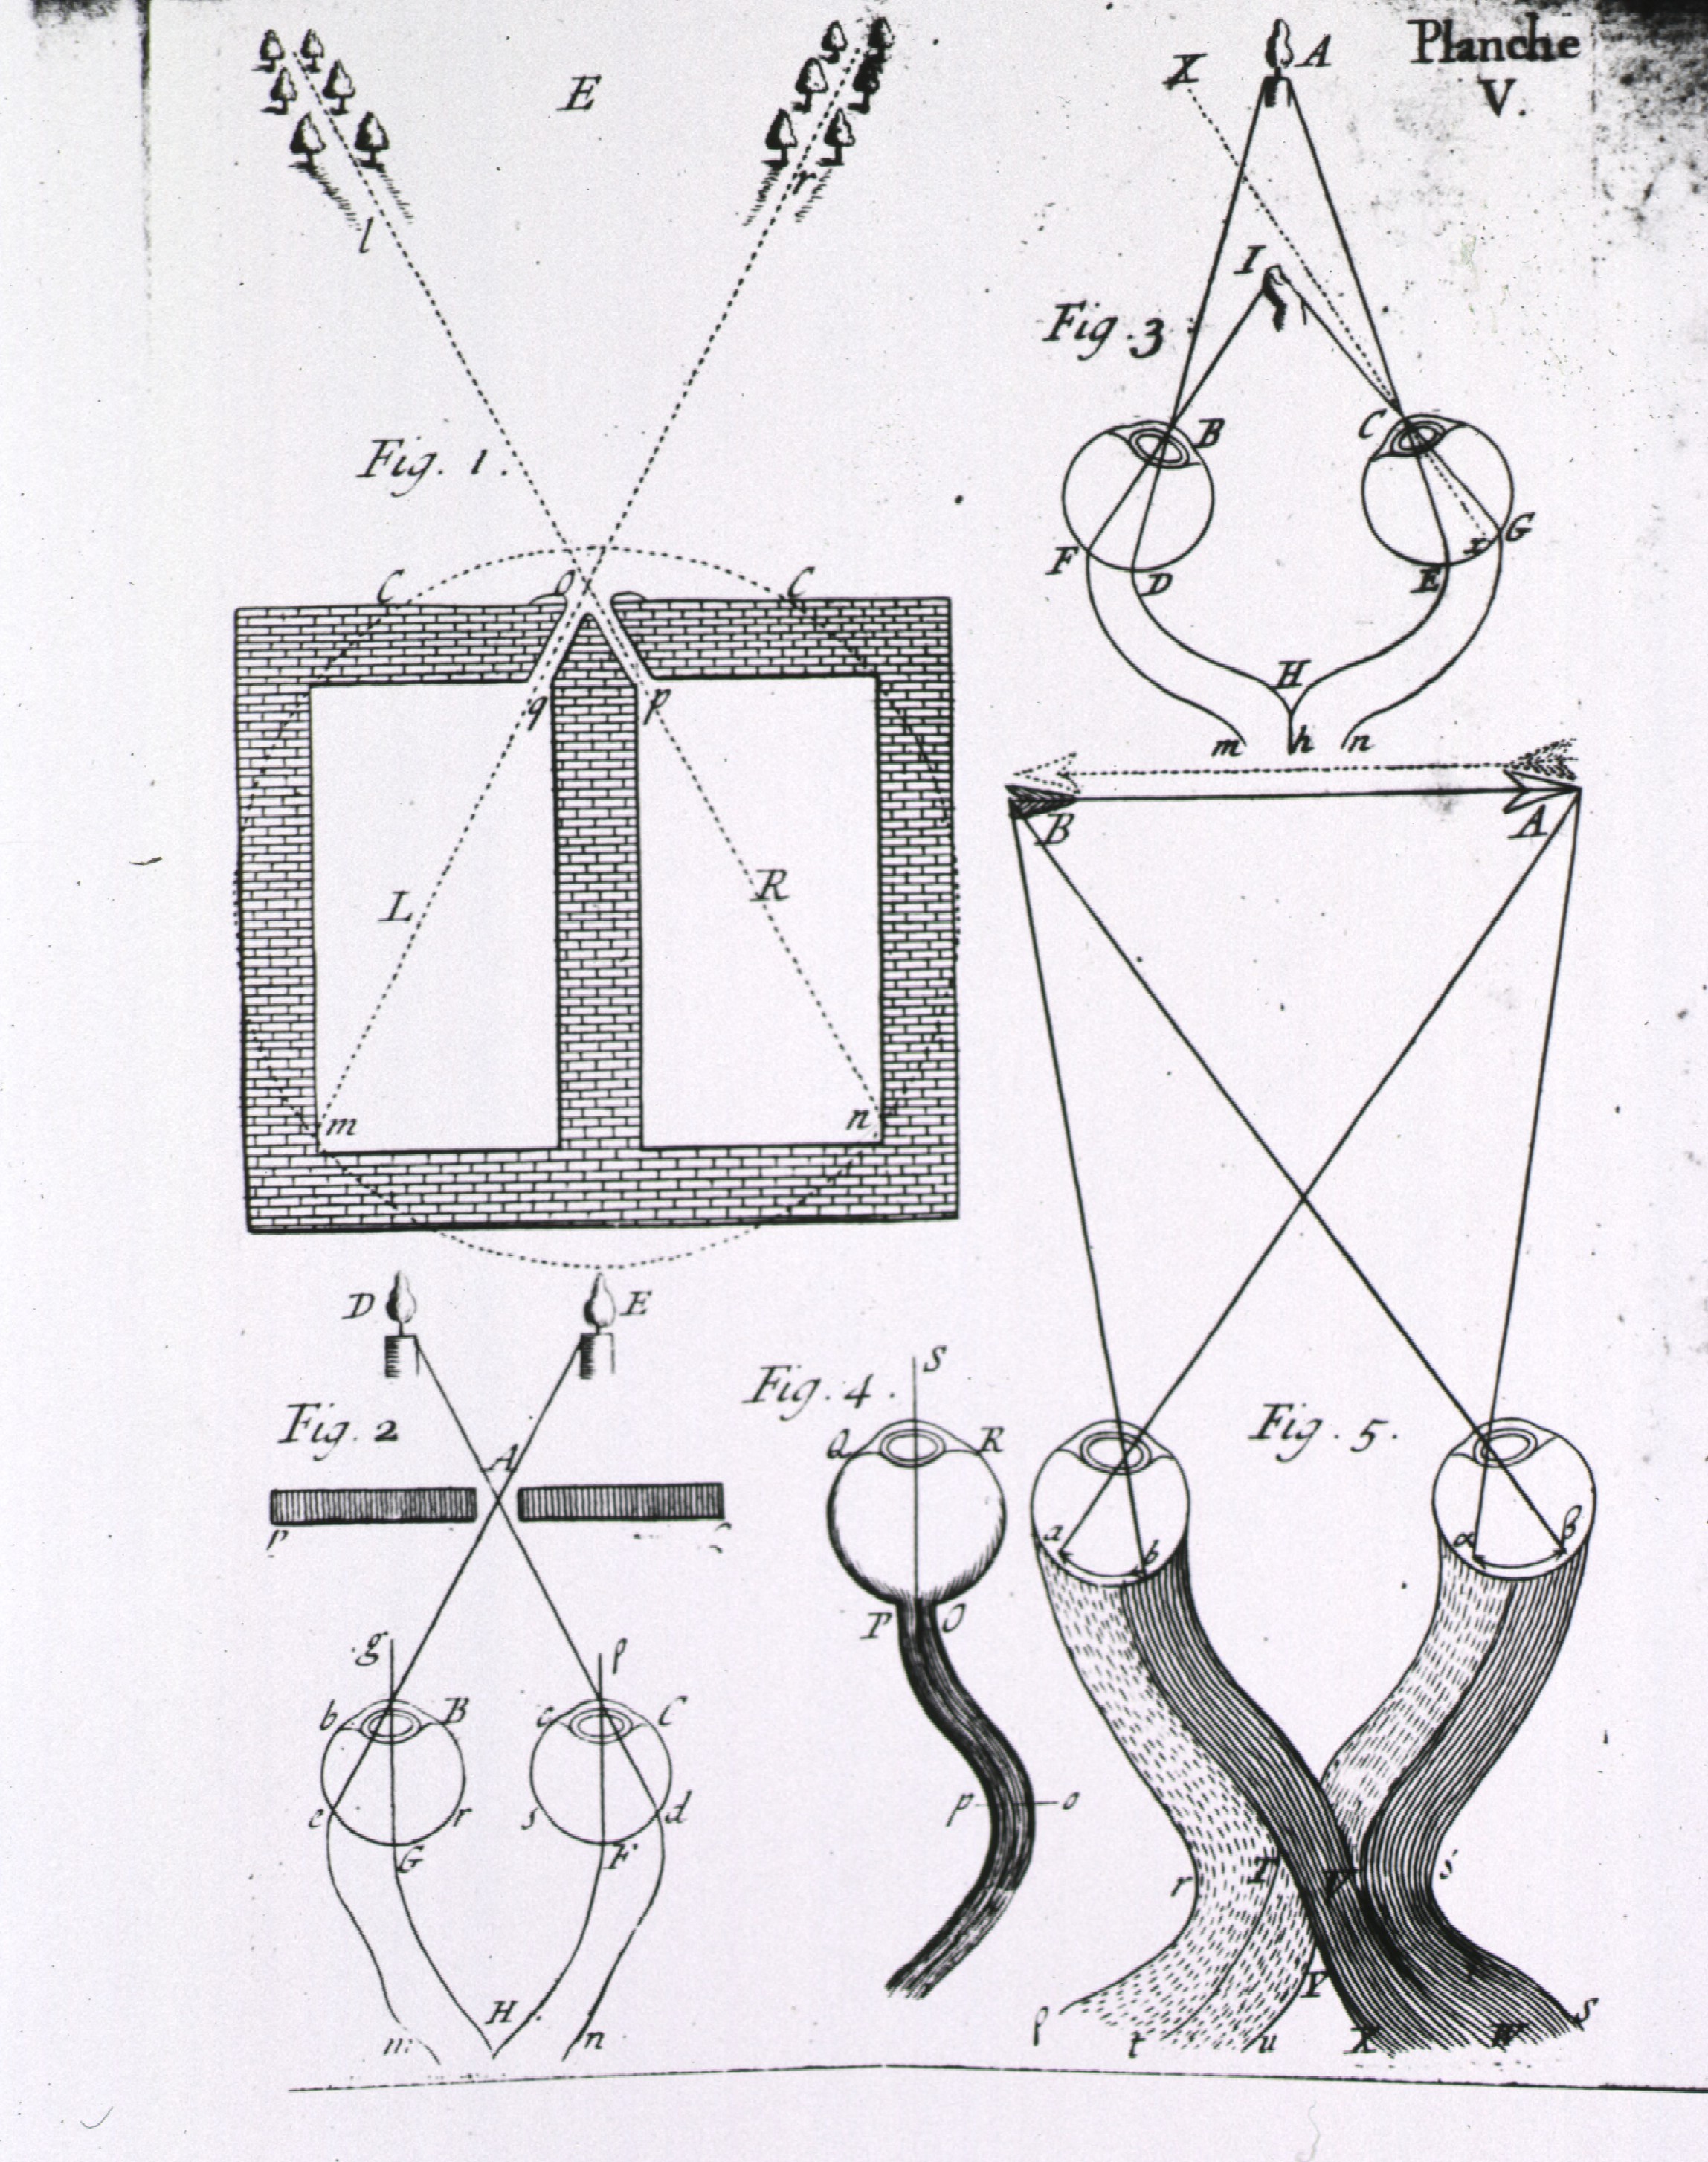 Planche
V.
E
l
r
Fig. 1.
C
O
C
q
p
L
R
m
n
X
A
I
Fig. 3
B
C
F
D
E
x
G
H
m
h
n
B
A
D
E
Fig. 2
A
P
g
f
b
B
c
C
e
r
s
d
G
F
H
m
n
Fig. 4.
S
Q
R
P
O
p
o
Fig. 5.
a
b
α
β
r
T
V
s
Y
p
t
u
X
W
S